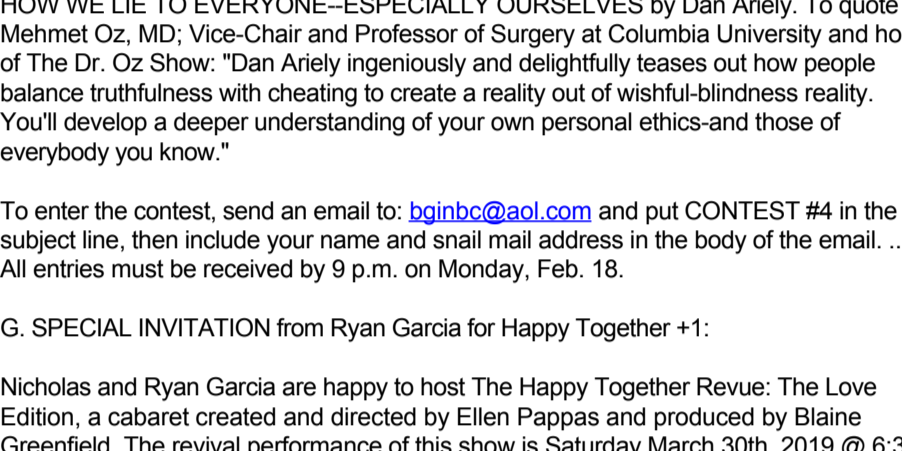 HOW WE LIE TO EVERYONE--ESPECIALLY OURSELVES by Dan Ariely. To quote
Mehmet Oz, MD; Vice-Chair and Professor of Surgery at Columbia University and ho
of The Dr. Oz Show: "Dan Ariely ingeniously and delightfully teases out how people
balance truthfulness with cheating to create a reality out of wishful-blindness reality.
You'll develop a deeper understanding of your own personal ethics-and those of
everybody you know."
To enter the contest, send an email to: bginbc@aol.com and put CONTEST #4 in the
subject line, then include your name and snail mail address in the body of the email. ..
All entries must be received by 9 p.m. on Monday, Feb. 18.
G. SPECIAL INVITATION from Ryan Garcia for Happy Together +1:
Nicholas and Ryan Garcia are happy to host The Happy Together Revue: The Love
Edition, a cabaret created and directed by Ellen Pappas and produced by Blaine
Greenfield. The revival performance of this show is Saturday March 30th, 2019 @ 6:3